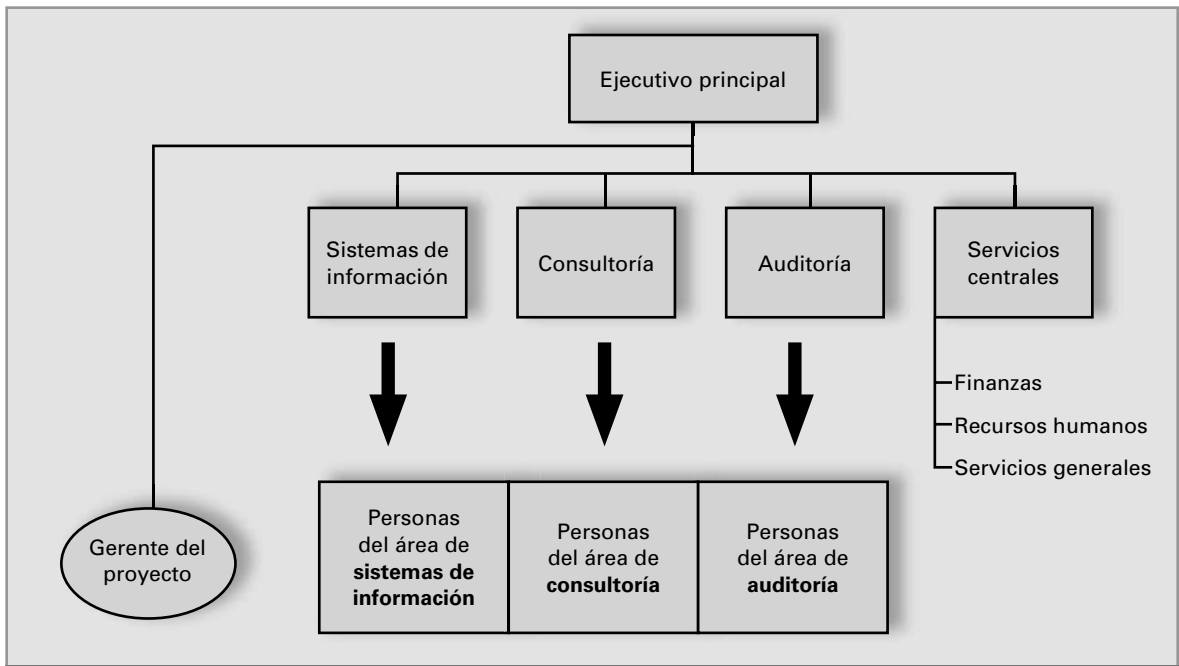 Ejecutivo principal
Sistemas de
información
Consultoría
Auditoría
Servicios
centrales
Finanzas
Recursos humanos
Servicios generales
Gerente del
proyecto
Personas
del área de
sistemas de
información
Personas
del área de
consultoría
Personas
del área de
auditoría